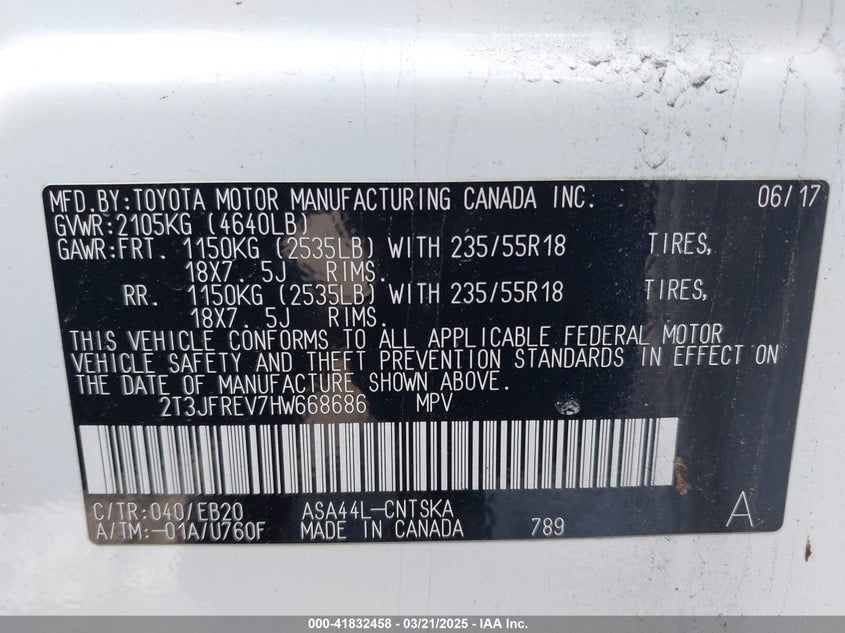 MFD.BY:TOYOTA MOTOR MANUFACTURING CANADA INC. 06/17
GVWR:2105KG (4640LB)
GAWR:FRT. 1150KG (2535LB) WITH 235/55R18 TIRES,
18X7. 5J RIMS.
RR. 1150KG (2535LB) WITH 235/55R18 TIRES,
18X7. 5J RIMS.
THIS VEHICLE CONFORMS TO ALL APPLICABLE FEDERAL MOTOR
VEHICLE SAFETY AND THEFT PREVENTION STANDARDS IN EFFECT ON
THE DATE OF MANUFACTURE SHOWN ABOVE.
2T3JFREV7HW668686 MPV
C/TR:040/EB20 ASA44L-CNTSKA
A/TM:-01A/U760F MADE IN CANADA 789 A
000-41832458 - 03/21/2025 - IAA Inc.